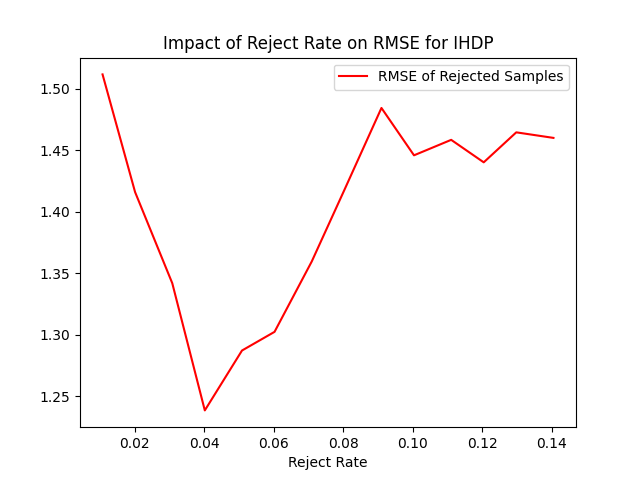 Impact of Reject Rate on RMSE for IHDP
RMSE of Rejected Samples
1.50
1.45
1.40
1.35
1.30
1.25
0.02 0.04 0.06 0.08 0.10 0.12 0.14
Reject Rate